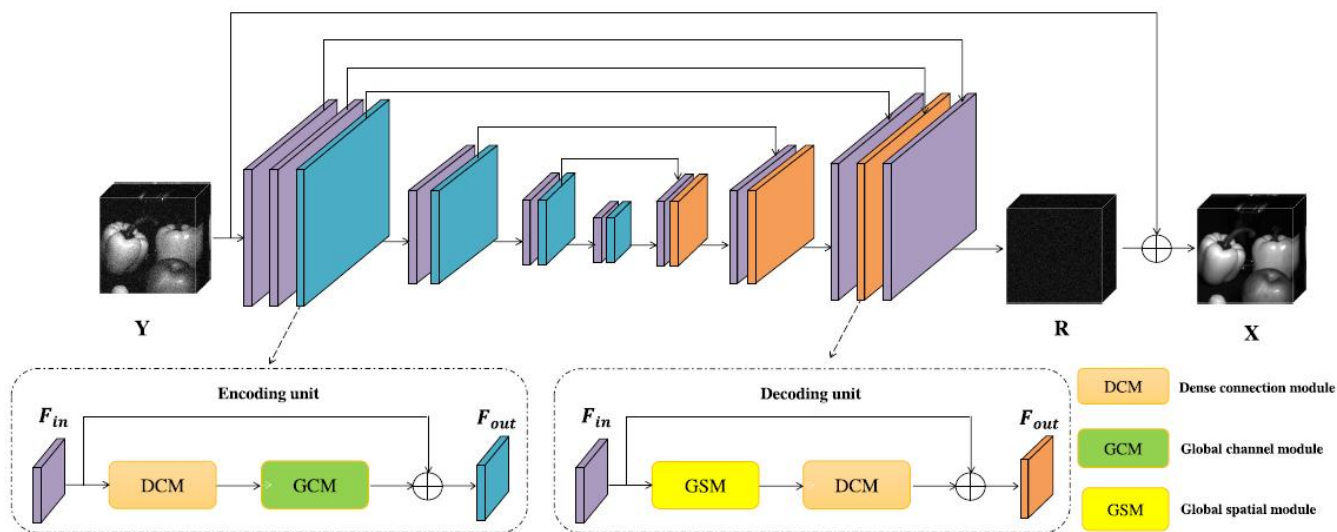 Y
R
X
Encoding unit
F_in
DCM
GCM
F_out
Decoding unit
F_in
GSM
DCM
F_out
DCM Dense connection module
GCM Global channel module
GSM Global spatial module